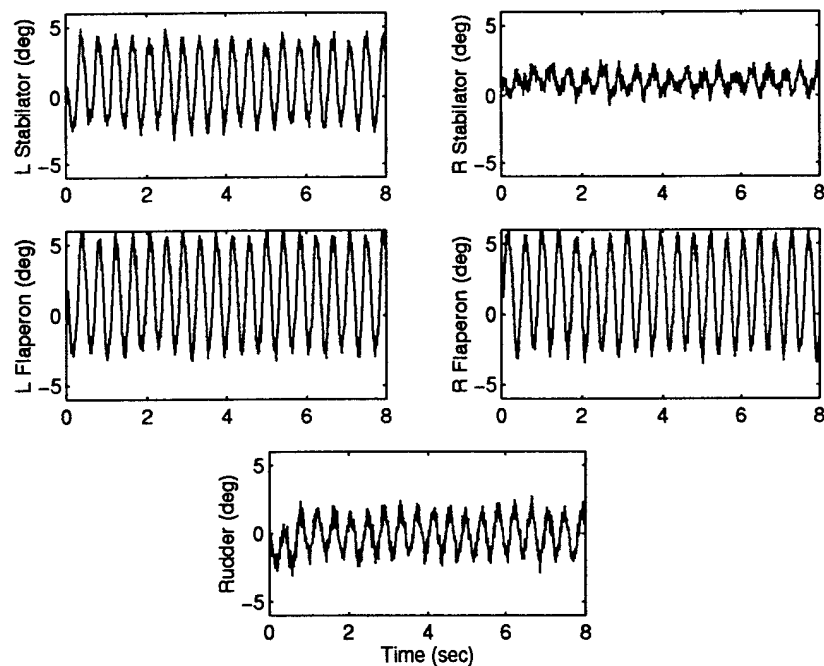 L Stabilator (deg)
5
0
−5
0 2 4 6 8
R Stabilator (deg)
5
0
−5
0 2 4 6 8
L Flaperon (deg)
5
0
−5
0 2 4 6 8
R Flaperon (deg)
5
0
−5
0 2 4 6 8
Rudder (deg)
5
0
−5
0 2 4 6 8
Time (sec)